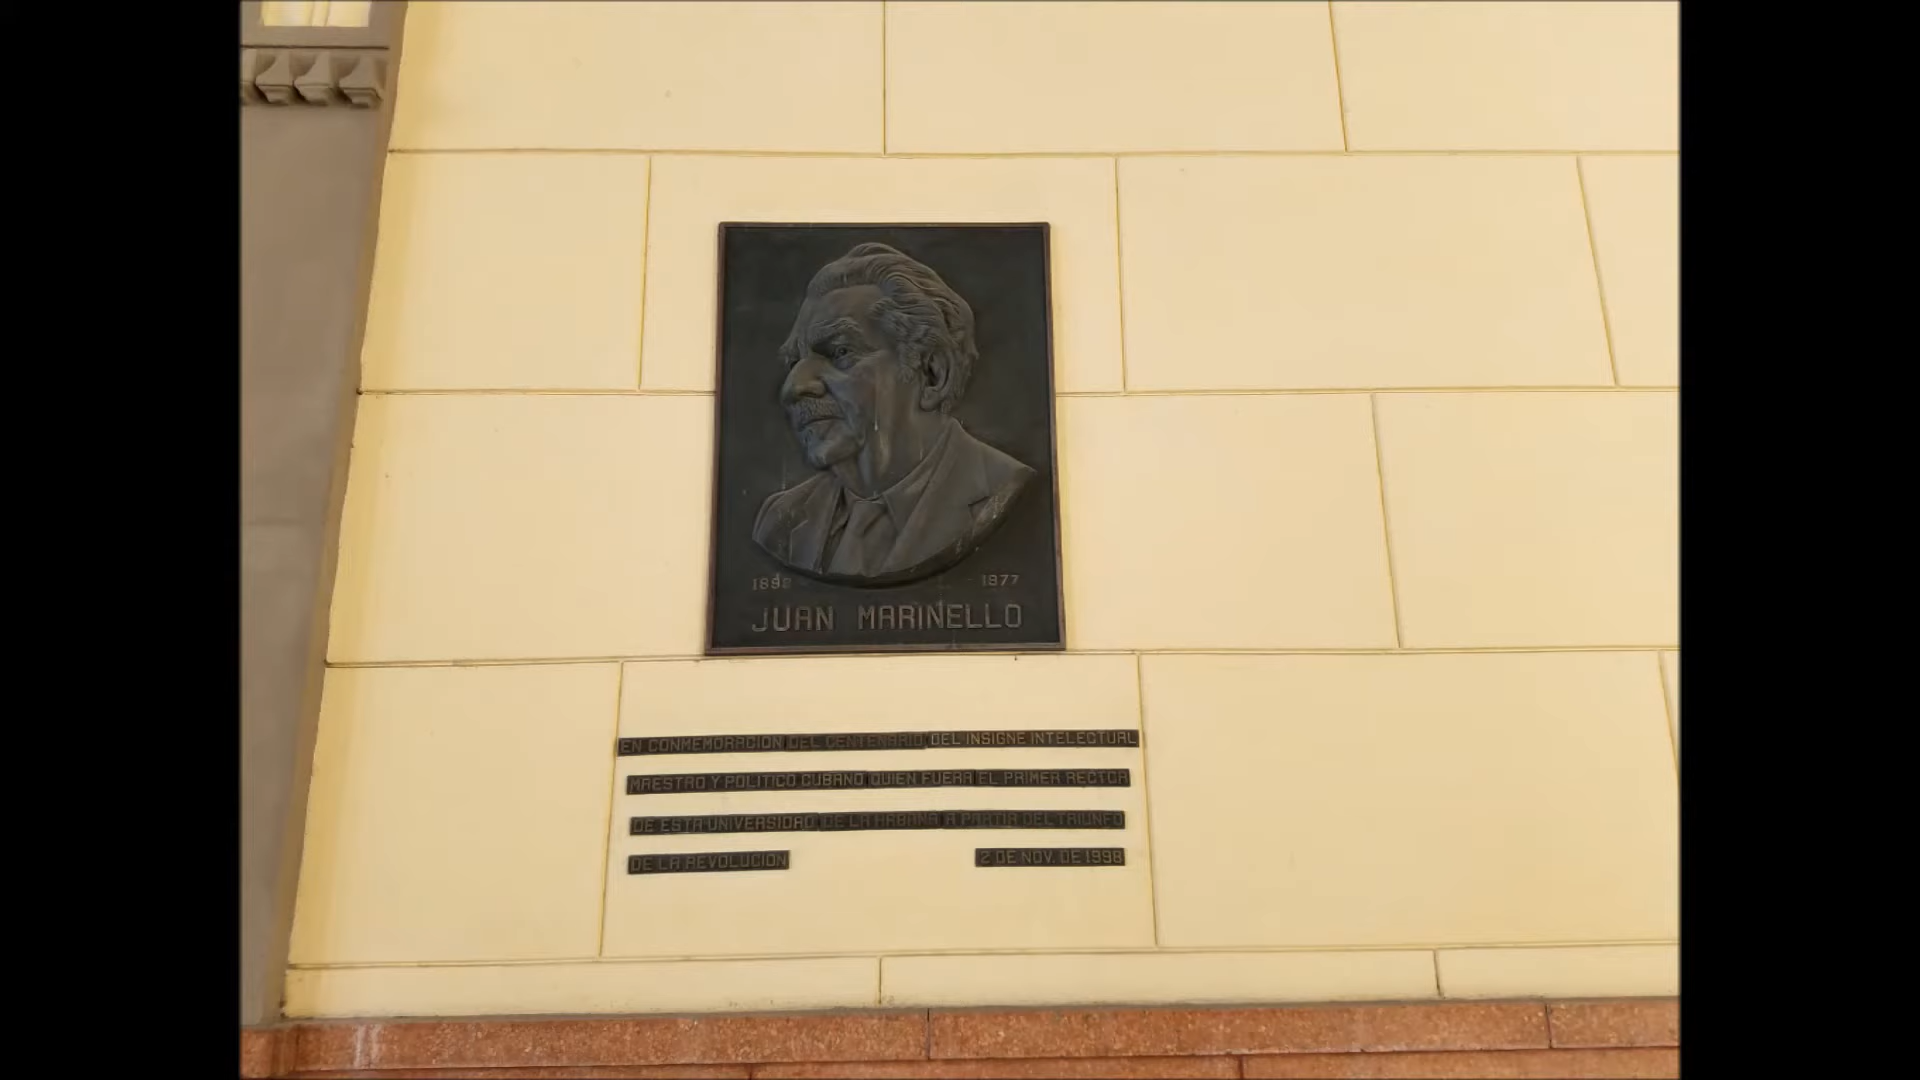 1898 1977
JUAN MARINELLO
EN CONMEMORACION DEL CENTENARIO DEL INSIGNE INTELECTUAL
MAESTRO Y POLITICO CUBANO QUIEN FUERA EL PRIMER RECTOR
DE ESTA UNIVERSIDAD DE LA HABANA A PARTIR DEL TRIUNFO
DE LA REVOLUCION 2 DE NOV. DE 1998